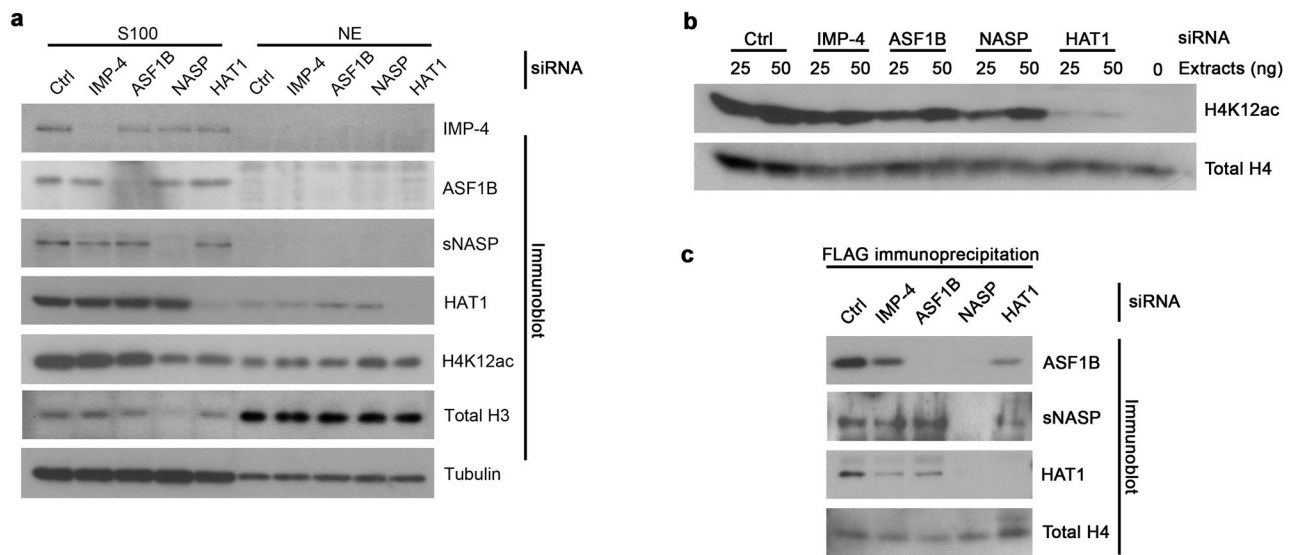 a
S100 NE
Ctrl IMP-4 ASF1B NASP HAT1 Ctrl IMP-4 ASF1B NASP HAT1
siRNA
IMP-4
ASF1B
sNASP
HAT1
H4K12ac
Total H3
Tubulin
Immunoblot
b
Ctrl IMP-4 ASF1B NASP HAT1 siRNA
25 50 25 50 25 50 25 50 25 50 0 Extracts (ng)
H4K12ac
Total H4
c
FLAG immunoprecipitation
Ctrl IMP-4 ASF1B NASP HAT1
siRNA
ASF1B
sNASP
HAT1
Total H4
Immunoblot